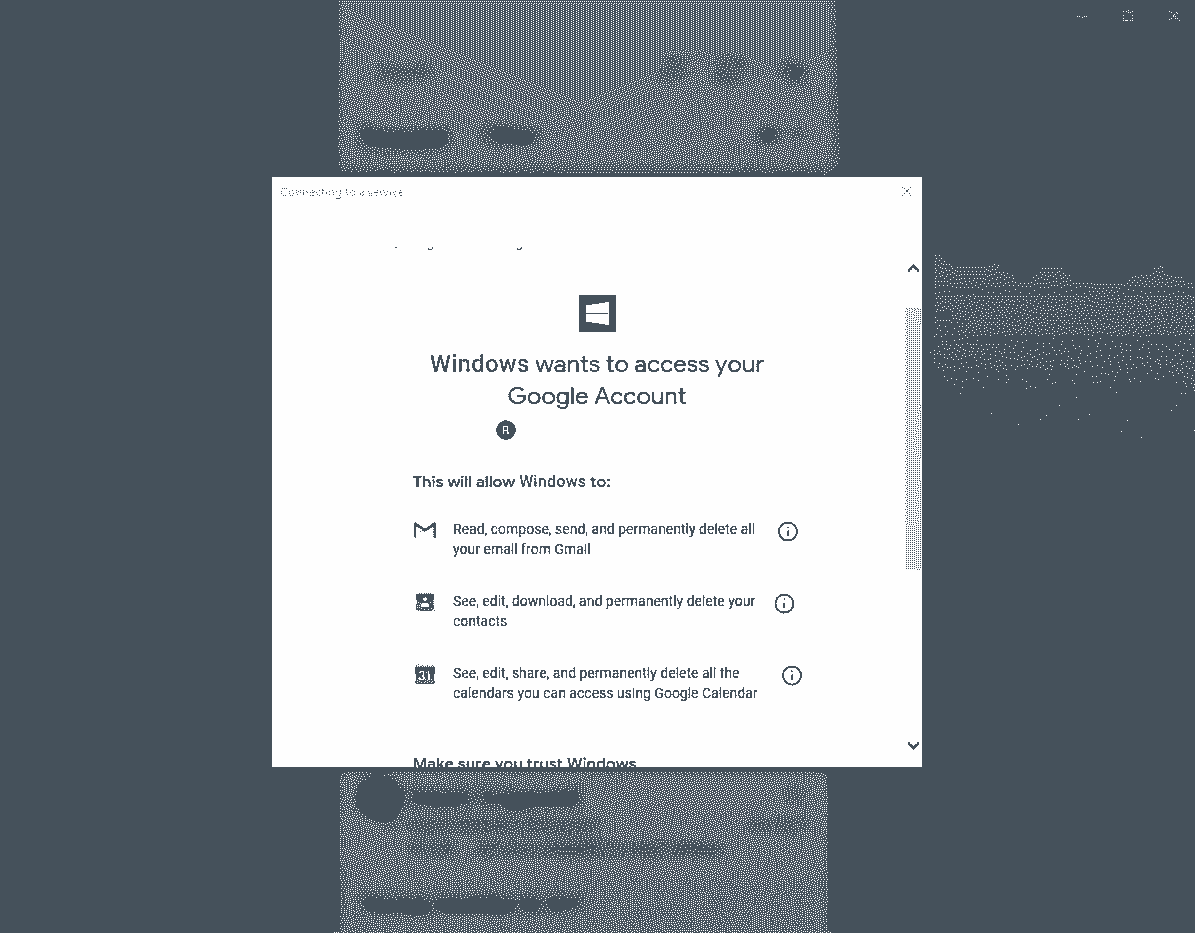 Connecting to a service
Windows wants to access your
Google Account
R
This will allow Windows to:
Read, compose, send, and permanently delete all
your email from Gmail
See, edit, download, and permanently delete your
contacts
31
See, edit, share, and permanently delete all the
calendars you can access using Google Calendar
Make sure you trust Windows